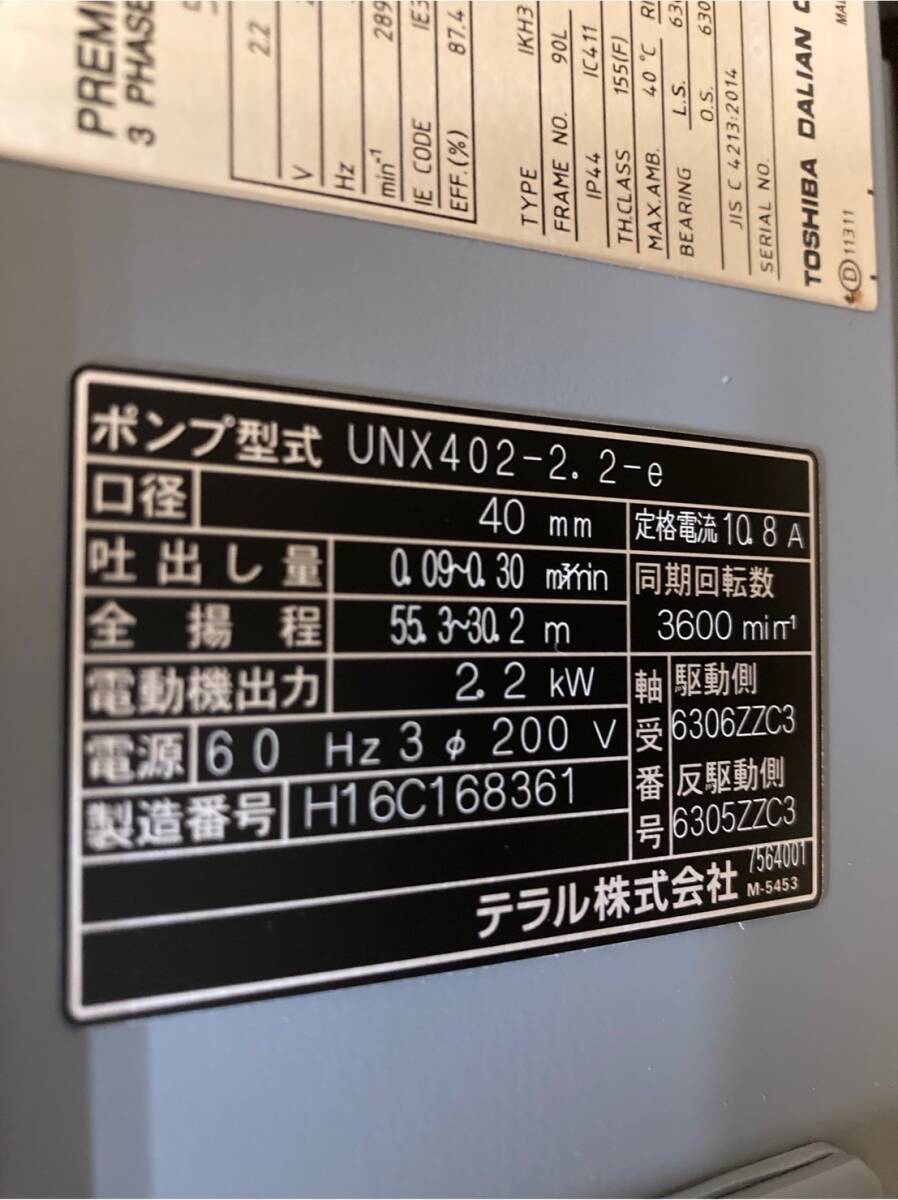 PREMI
3 PHASE
2.2
V
Hz
min⁻¹ 289
IE CODE IE3
EFF.(%) 87.4
TYPE IKH3
FRAME NO. 90L
IP44 IC411
TH.CLASS 155(F)
MAX.AMB. 40℃
BEARING L.S. 630
O.S. 630
JIS C 4213:2014
SERIAL NO.
TOSHIBA DALIAN C
D 11311
ポンプ型式 UNX402-2.2-e
口径 40 mm
定格電流 10.8 A
吐出し量 0.09~0.30 m³/min
同期回転数
3600 min⁻¹
全揚程 55.3~30.2 m
電動機出力 2.2 kW
電源 60 Hz 3 φ 200 V
製造番号 H16C168361
軸受番号
駆動側
6306ZZC3
反駆動側
6305ZZC3
テラル株式会社
7564001
M-5453